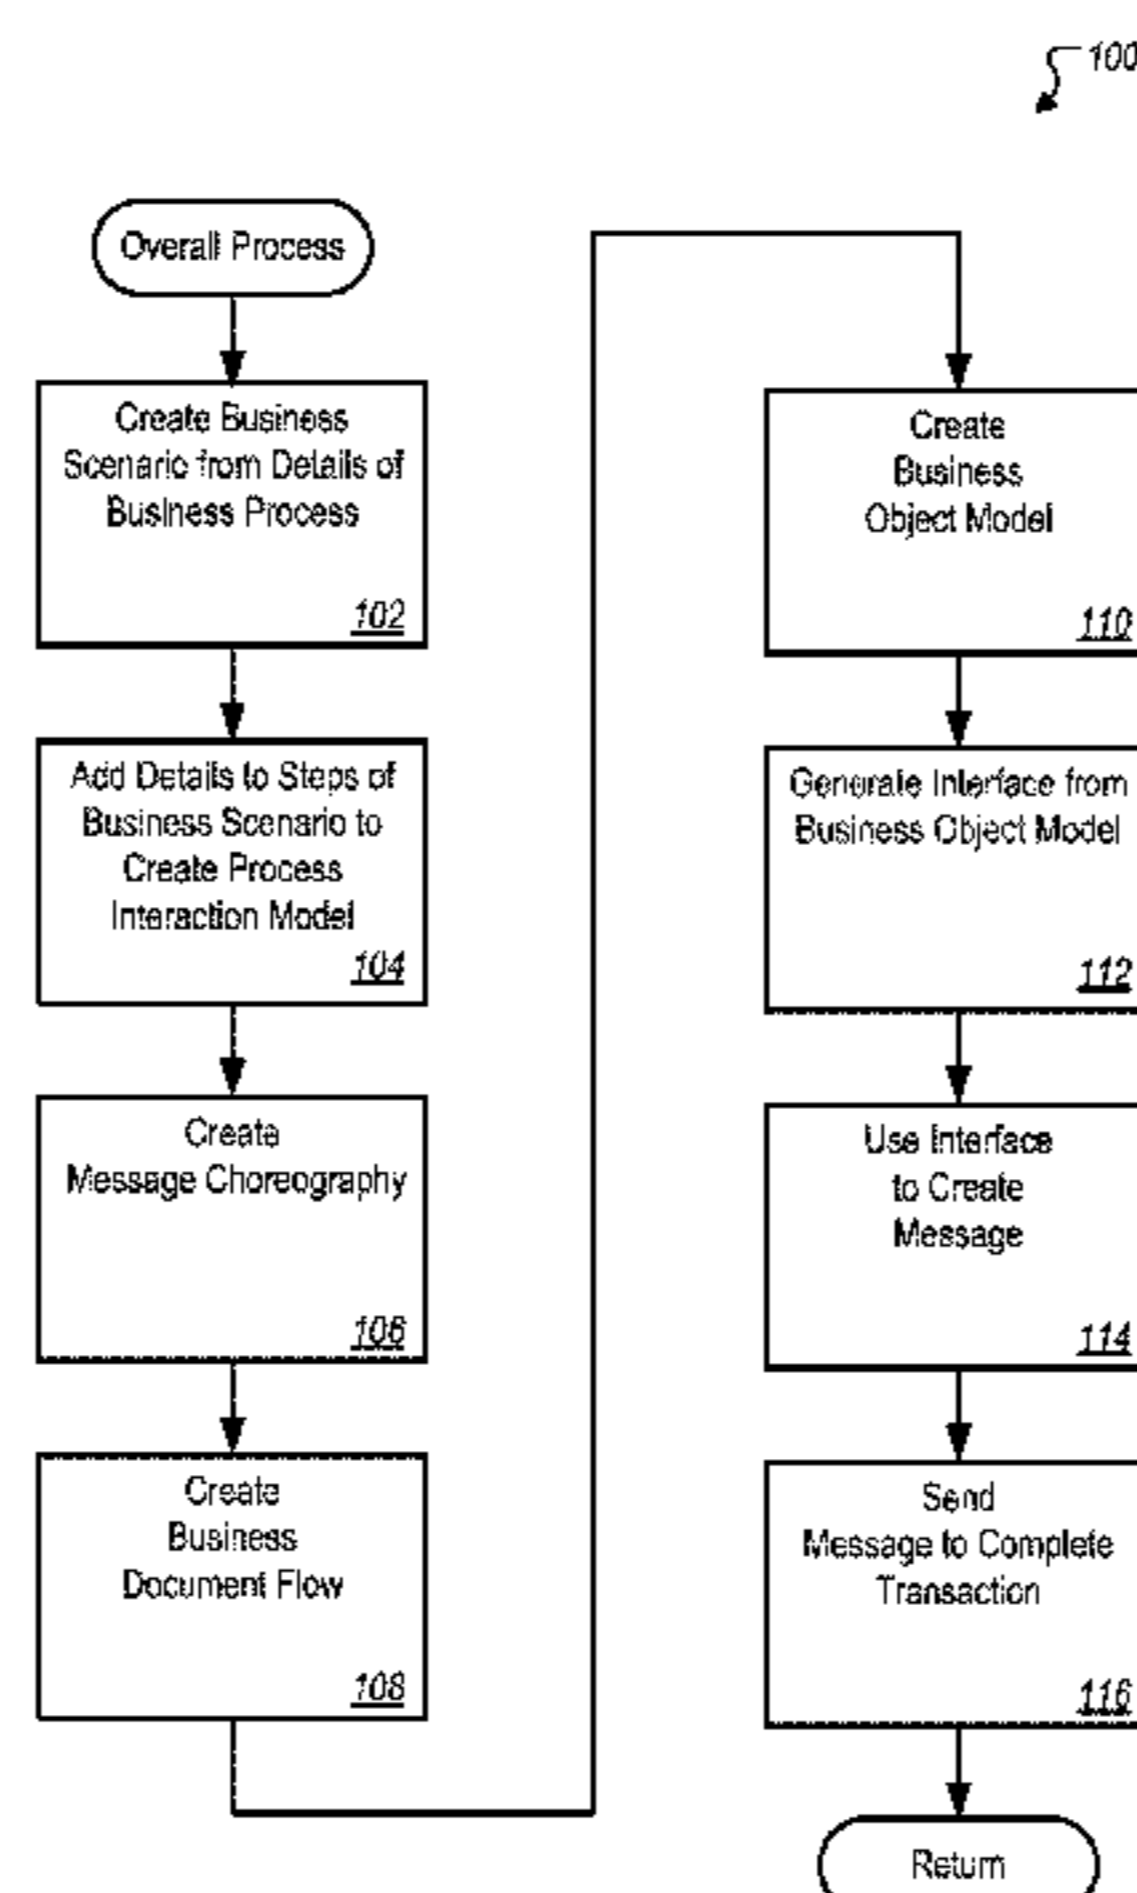 100
Overall Process
Create Business
Scenario from Details of
Business Process
102
Add Details to Steps of
Business Scenario to
Create Process
Interaction Model
104
Create
Message Choreography
106
Create
Business
Document Flow
108
Create
Business
Object Model
110
Generate Interface from
Business Object Model
112
Use Interface
to Create
Message
114
Send
Message to Complete
Transaction
116
Return